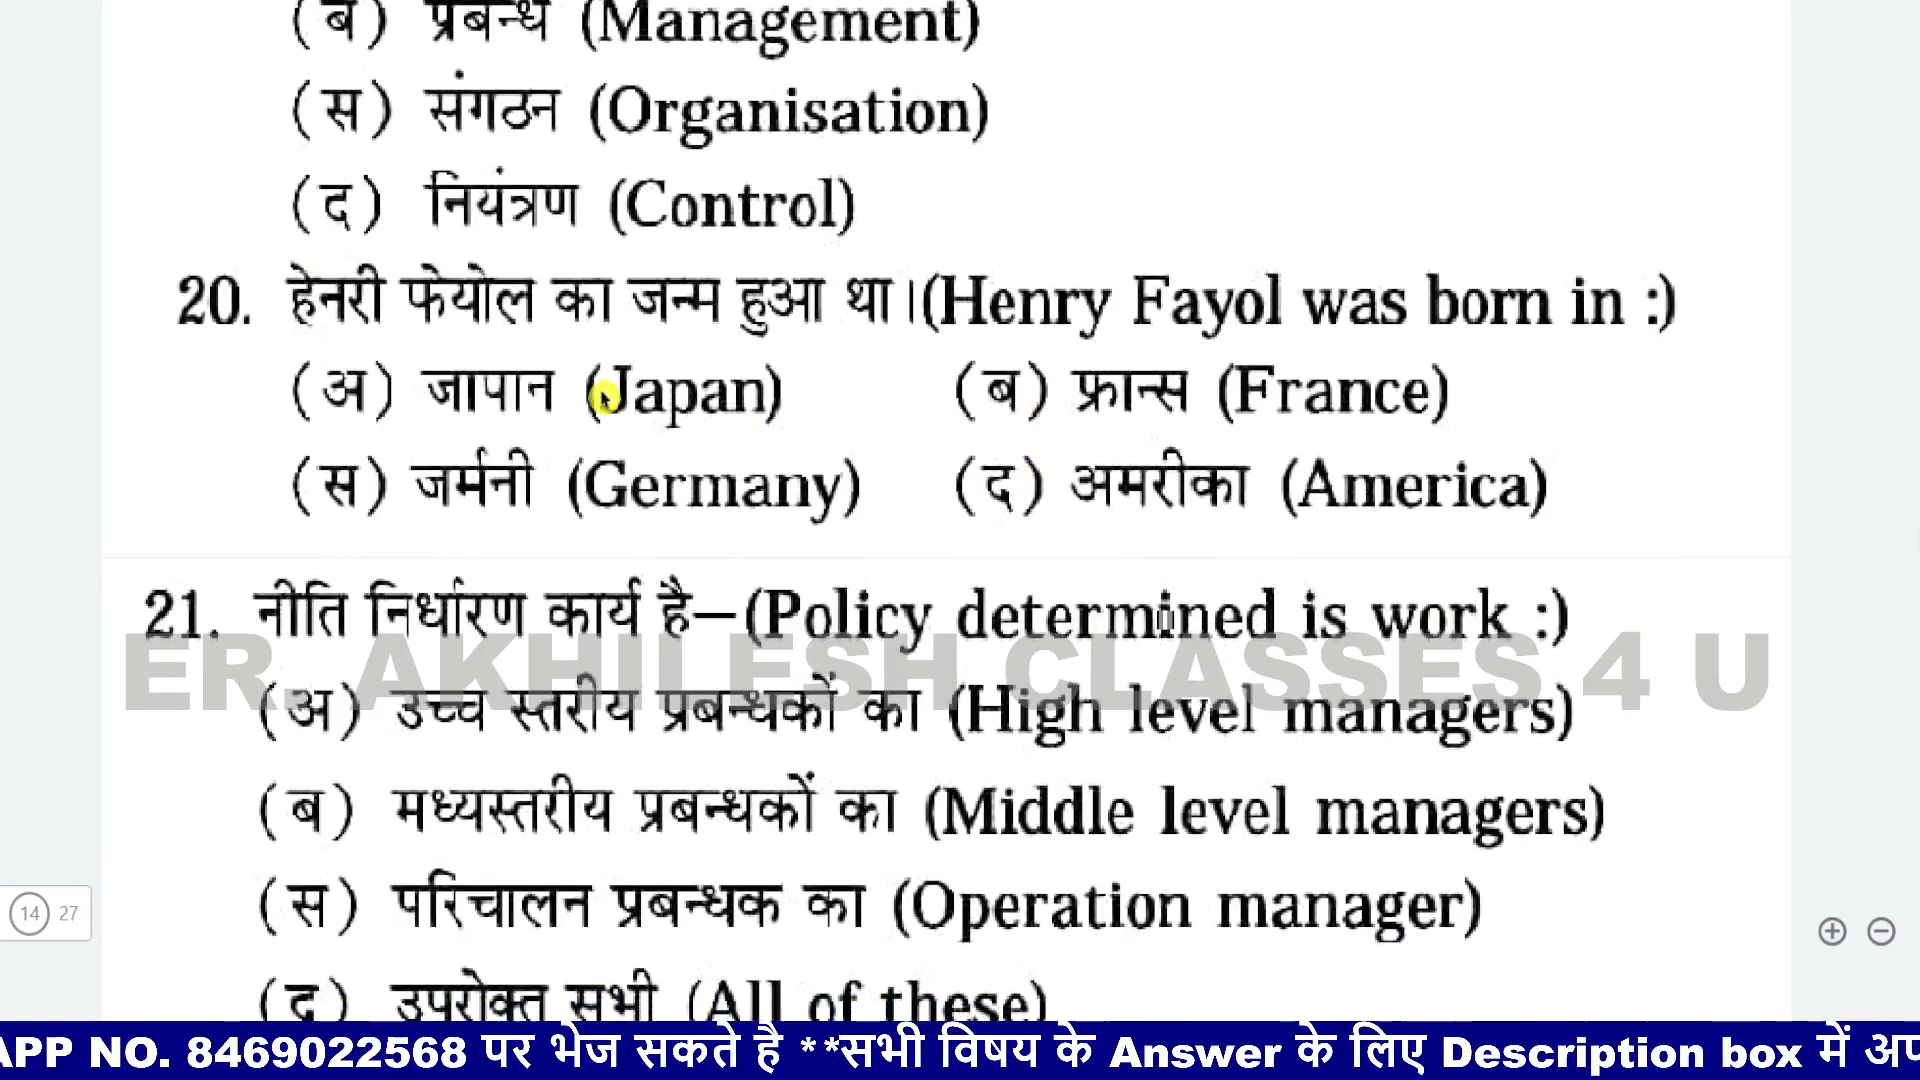 (ब) प्रबन्ध (Management)
(स) संगठन (Organisation)
(द) नियंत्रण (Control)
20. हेनरी फेयोल का जन्म हुआ था।(Henry Fayol was born in :)
(अ) जापान (Japan) (ब) फ्रान्स (France)
(स) जर्मनी (Germany) (द) अमरीका (America)
21. नीति निर्धारण कार्य है–(Policy determined is work :)
ER. AKHILESH CLASSES 4 U
(अ) उच्च स्तरीय प्रबन्धकों का (High level managers)
(ब) मध्यस्तरीय प्रबन्धकों का (Middle level managers)
(स) परिचालन प्रबन्धक का (Operation manager)
14 27
(द) उपरोक्त सभी (All of these)
APP NO. 8469022568 पर भेज सकते है **सभी विषय के Answer के लिए Description box में